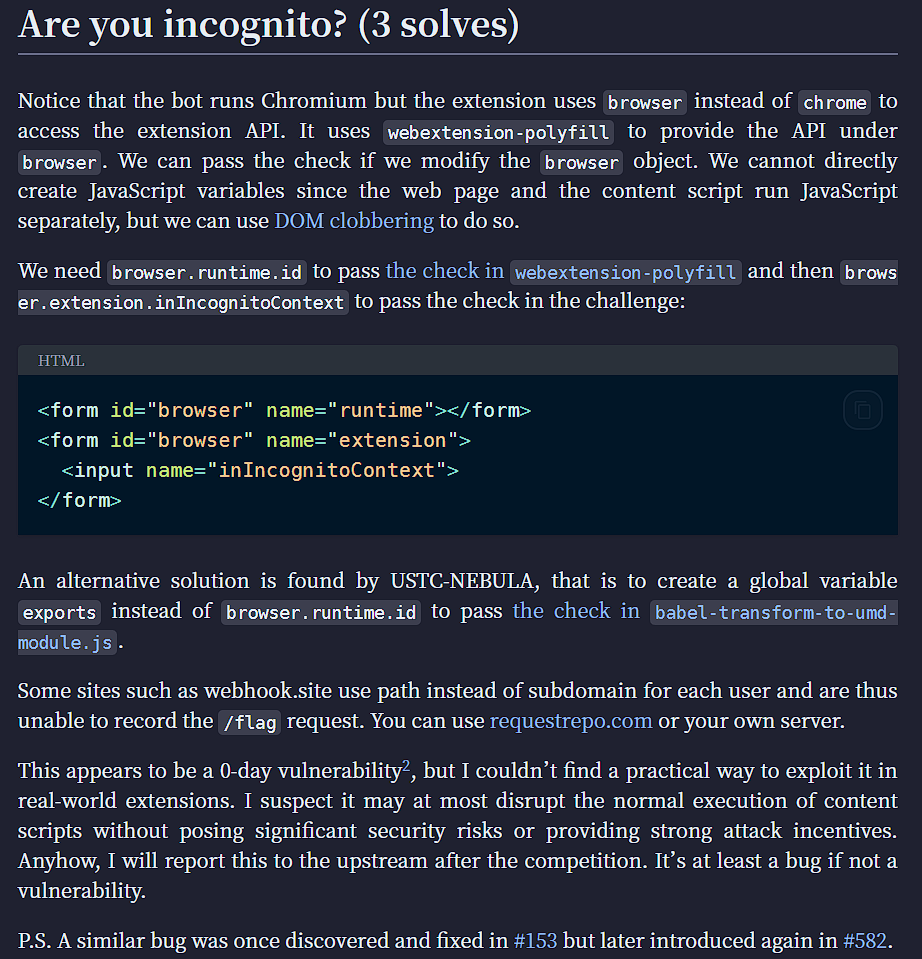 Are you incognito? (3 solves)
Notice that the bot runs Chromium but the extension uses browser instead of chrome to
access the extension API. It uses webextension-polyfill to provide the API under
browser. We can pass the check if we modify the browser object. We cannot directly
create JavaScript variables since the web page and the content script run JavaScript
separately, but we can use DOM clobbering to do so.
We need browser.runtime.id to pass the check in webextension-polyfill and then brows
er.extension.inIncognitoContext to pass the check in the challenge:
HTML
<form id="browser" name="runtime"></form>
<form id="browser" name="extension">
  <input name="inIncognitoContext">
</form>
An alternative solution is found by USTC-NEBULA, that is to create a global variable
exports instead of browser.runtime.id to pass the check in babel-transform-to-umd-
module.js.
Some sites such as webhook.site use path instead of subdomain for each user and are thus
unable to record the /flag request. You can use requestrepo.com or your own server.
This appears to be a 0-day vulnerability2, but I couldn’t find a practical way to exploit it in
real-world extensions. I suspect it may at most disrupt the normal execution of content
scripts without posing significant security risks or providing strong attack incentives.
Anyhow, I will report this to the upstream after the competition. It’s at least a bug if not a
vulnerability.
P.S. A similar bug was once discovered and fixed in #153 but later introduced again in #582.